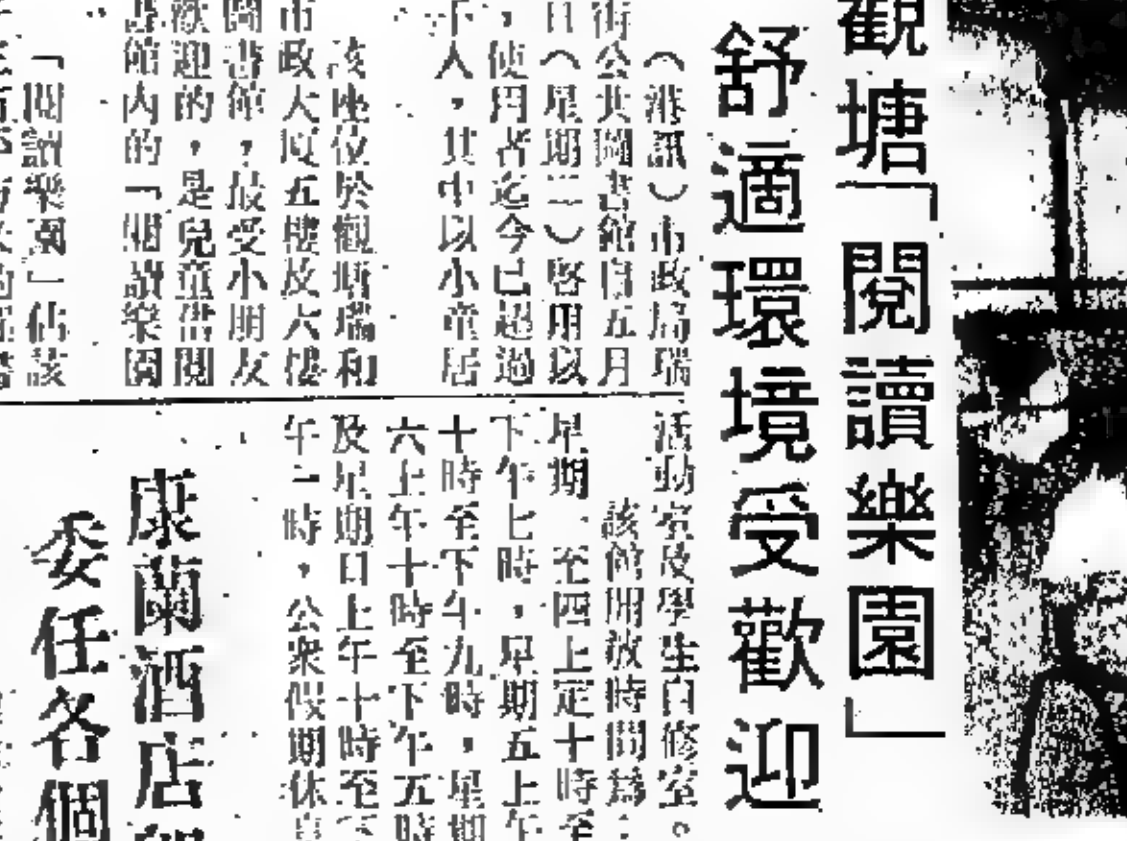 觀塘「閱讀樂園」
舒適環境受歡迎
（港訊）市政局瑞
街公共圖書館自五月
日（星期二）啓用以
，使用者迄今已超過
千人，其中以小童居
該座位於觀塘瑞和
市政大厦五樓及六樓
圖書館，最受小朋友
歡迎的，是兒童借閱
書館內的「閱讀樂園
「閱讀樂園」佔該
活動室及學生自修室。
該館開放時間爲：
星期一至四上定十時至
下午七時，星期五上午
十時至下午九時，星期
六上午十時至下午五時
及星期日上午十時至下
午一時，公衆假期休息
康蘭酒店
委任各個